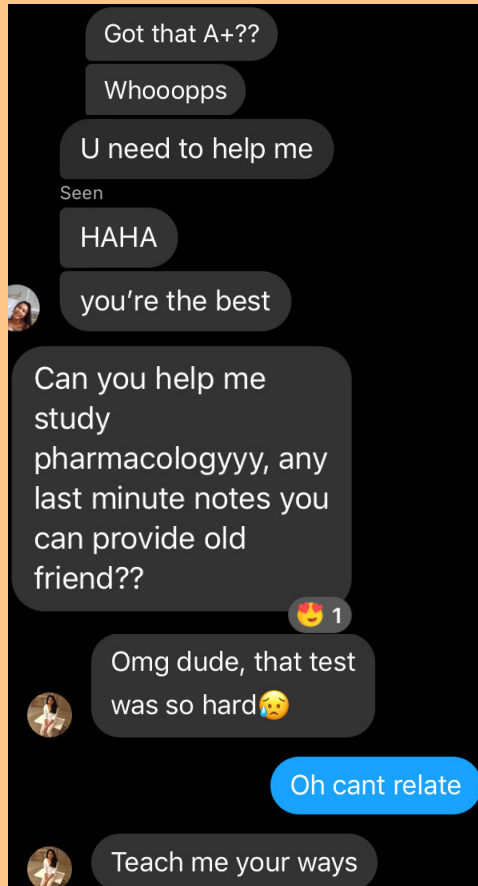 Got that A+??
Whooopps
U need to help me
Seen
HAHA
you’re the best
Can you help me
study
pharmacologyyy, any
last minute notes you
can provide old
friend??
😍 1
Omg dude, that test
was so hard😥
Oh cant relate
Teach me your ways